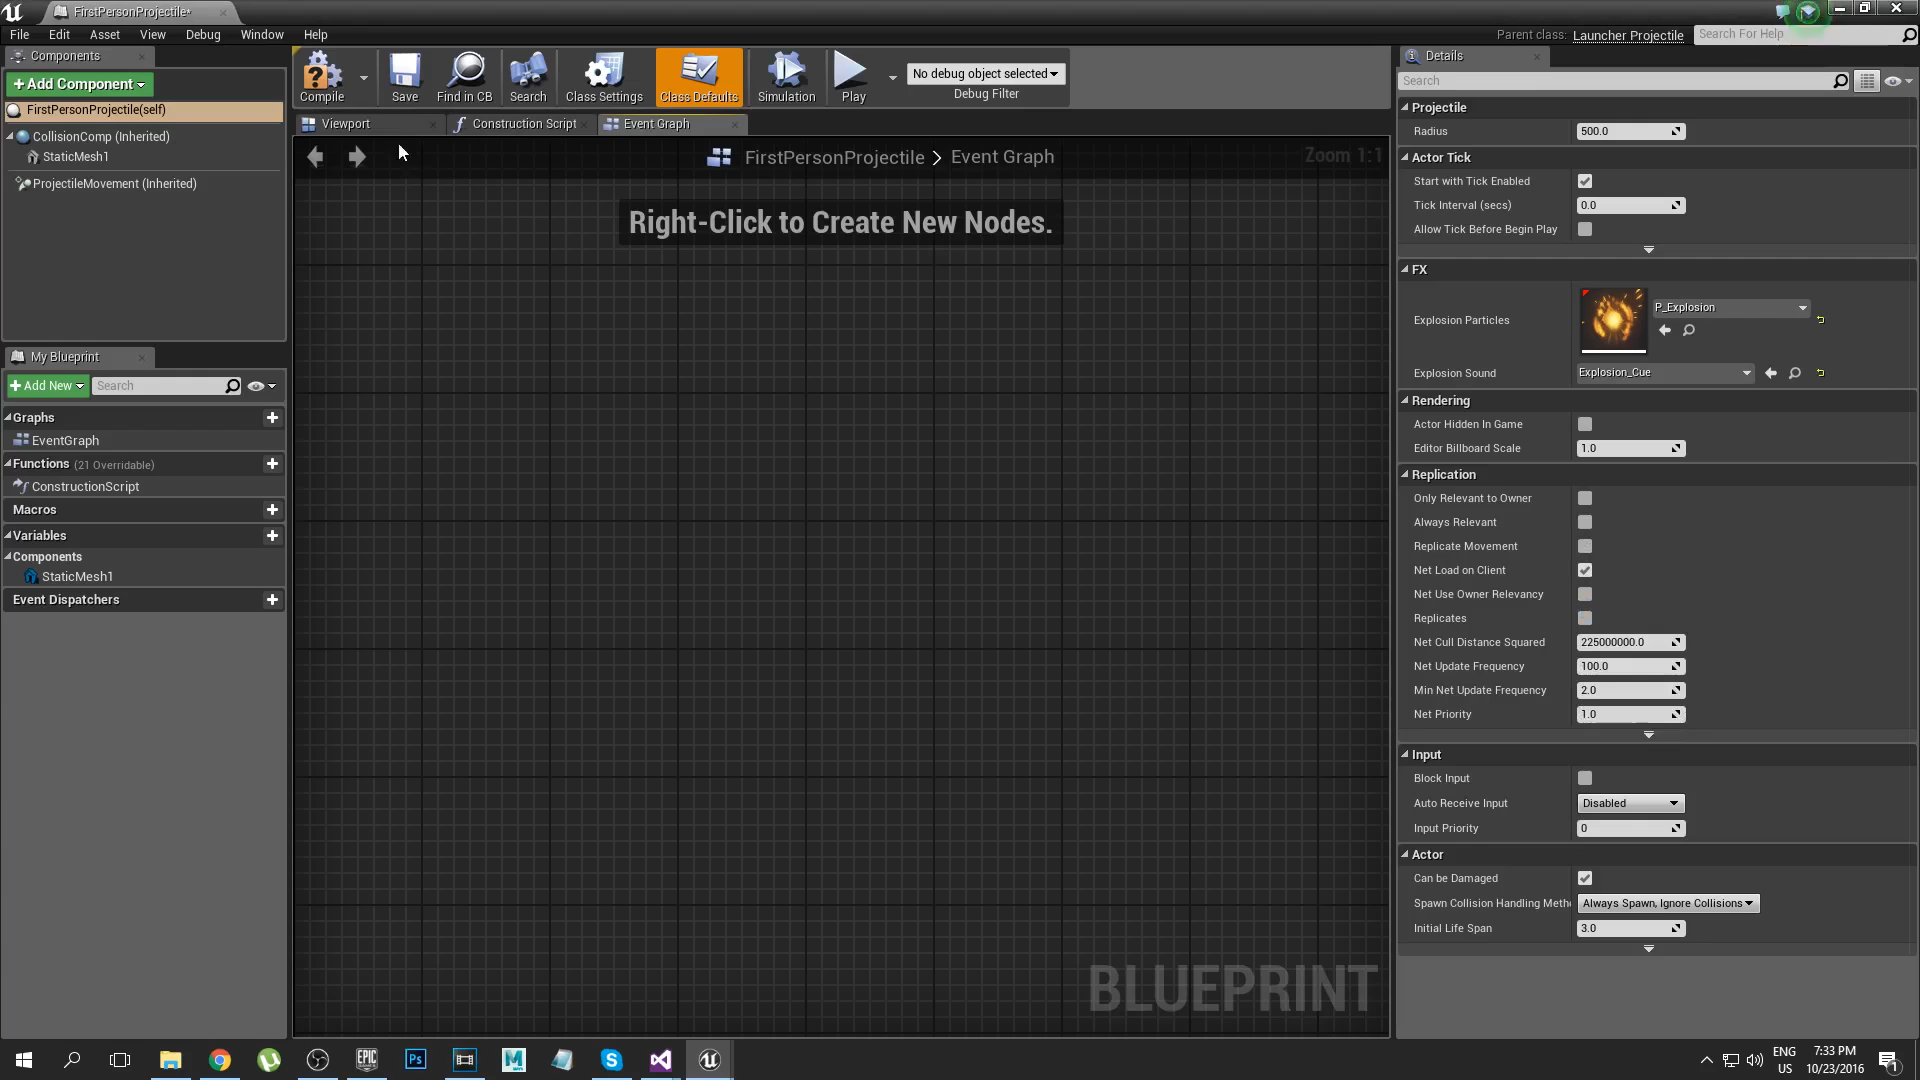 FirstPersonProjectile*
File Edit Asset View Debug Window Help
Parent class: Launcher Projectile Search For Help
Components
+Add Component
FirstPersonProjectile(self)
CollisionComp (Inherited)
StaticMesh1
ProjectileMovement (Inherited)
My Blueprint
+Add New Search
Graphs
EventGraph
Functions (21 Overridable)
ConstructionScript
Macros
Variables
Components
StaticMesh1
Event Dispatchers
Compile Save Find in CB Search Class Settings Class Defaults Simulation Play
No debug object selected
Debug Filter
Viewport Construction Script Event Graph
FirstPersonProjectile > Event Graph
Zoom 1:1
Right-Click to Create New Nodes.
BLUEPRINT
Details
Search
Projectile
Radius 500.0
Actor Tick
Start with Tick Enabled
Tick Interval (secs) 0.0
Allow Tick Before Begin Play
FX
Explosion Particles P_Explosion
Explosion Sound Explosion_Cue
Rendering
Actor Hidden In Game
Editor Billboard Scale 1.0
Replication
Only Relevant to Owner
Always Relevant
Replicate Movement
Net Load on Client
Net Use Owner Relevancy
Replicates
Net Cull Distance Squared 225000000.0
Net Update Frequency 100.0
Min Net Update Frequency 2.0
Net Priority 1.0
Input
Block Input
Auto Receive Input Disabled
Input Priority 0
Actor
Can be Damaged
Spawn Collision Handling Meth Always Spawn, Ignore Collisions
Initial Life Span 3.0
EPIC GAMES Ps M S
ENG
US
7:33 PM
10/23/2016
1